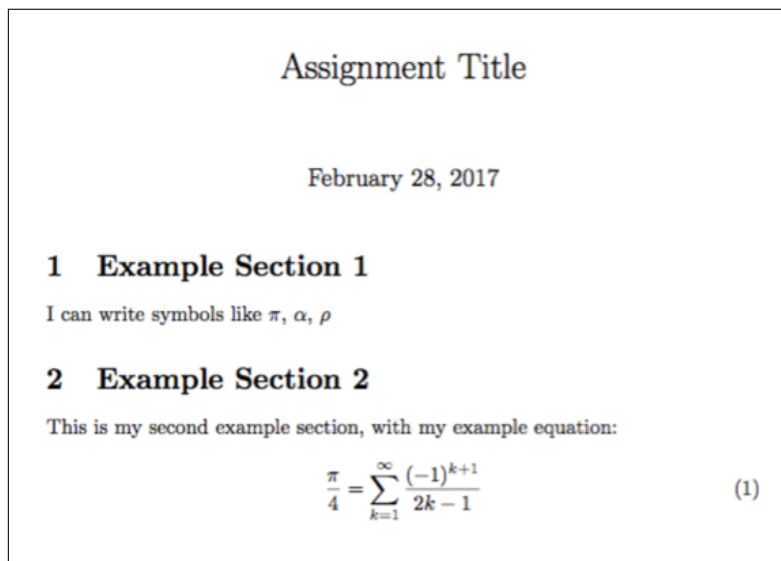 Assignment Title
February 28, 2017
1 Example Section 1
I can write symbols like π, α, ρ
2 Example Section 2
This is my second example section, with my example equation:
π/4 = ∑_{k=1}^{∞} (-1)^{k+1}/(2k − 1) (1)